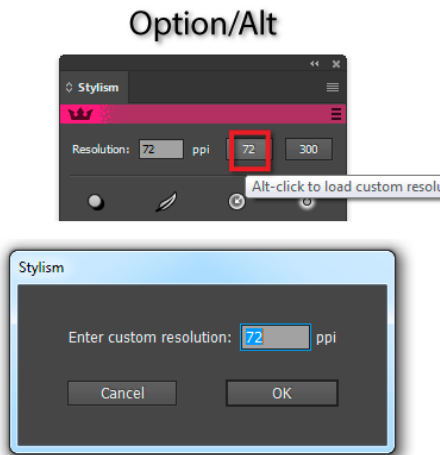 Option/Alt
Stylism
Resolution: 72 ppi 72 300
Alt-click to load custom resolu
Stylism
Enter custom resolution: 72 ppi
Cancel OK